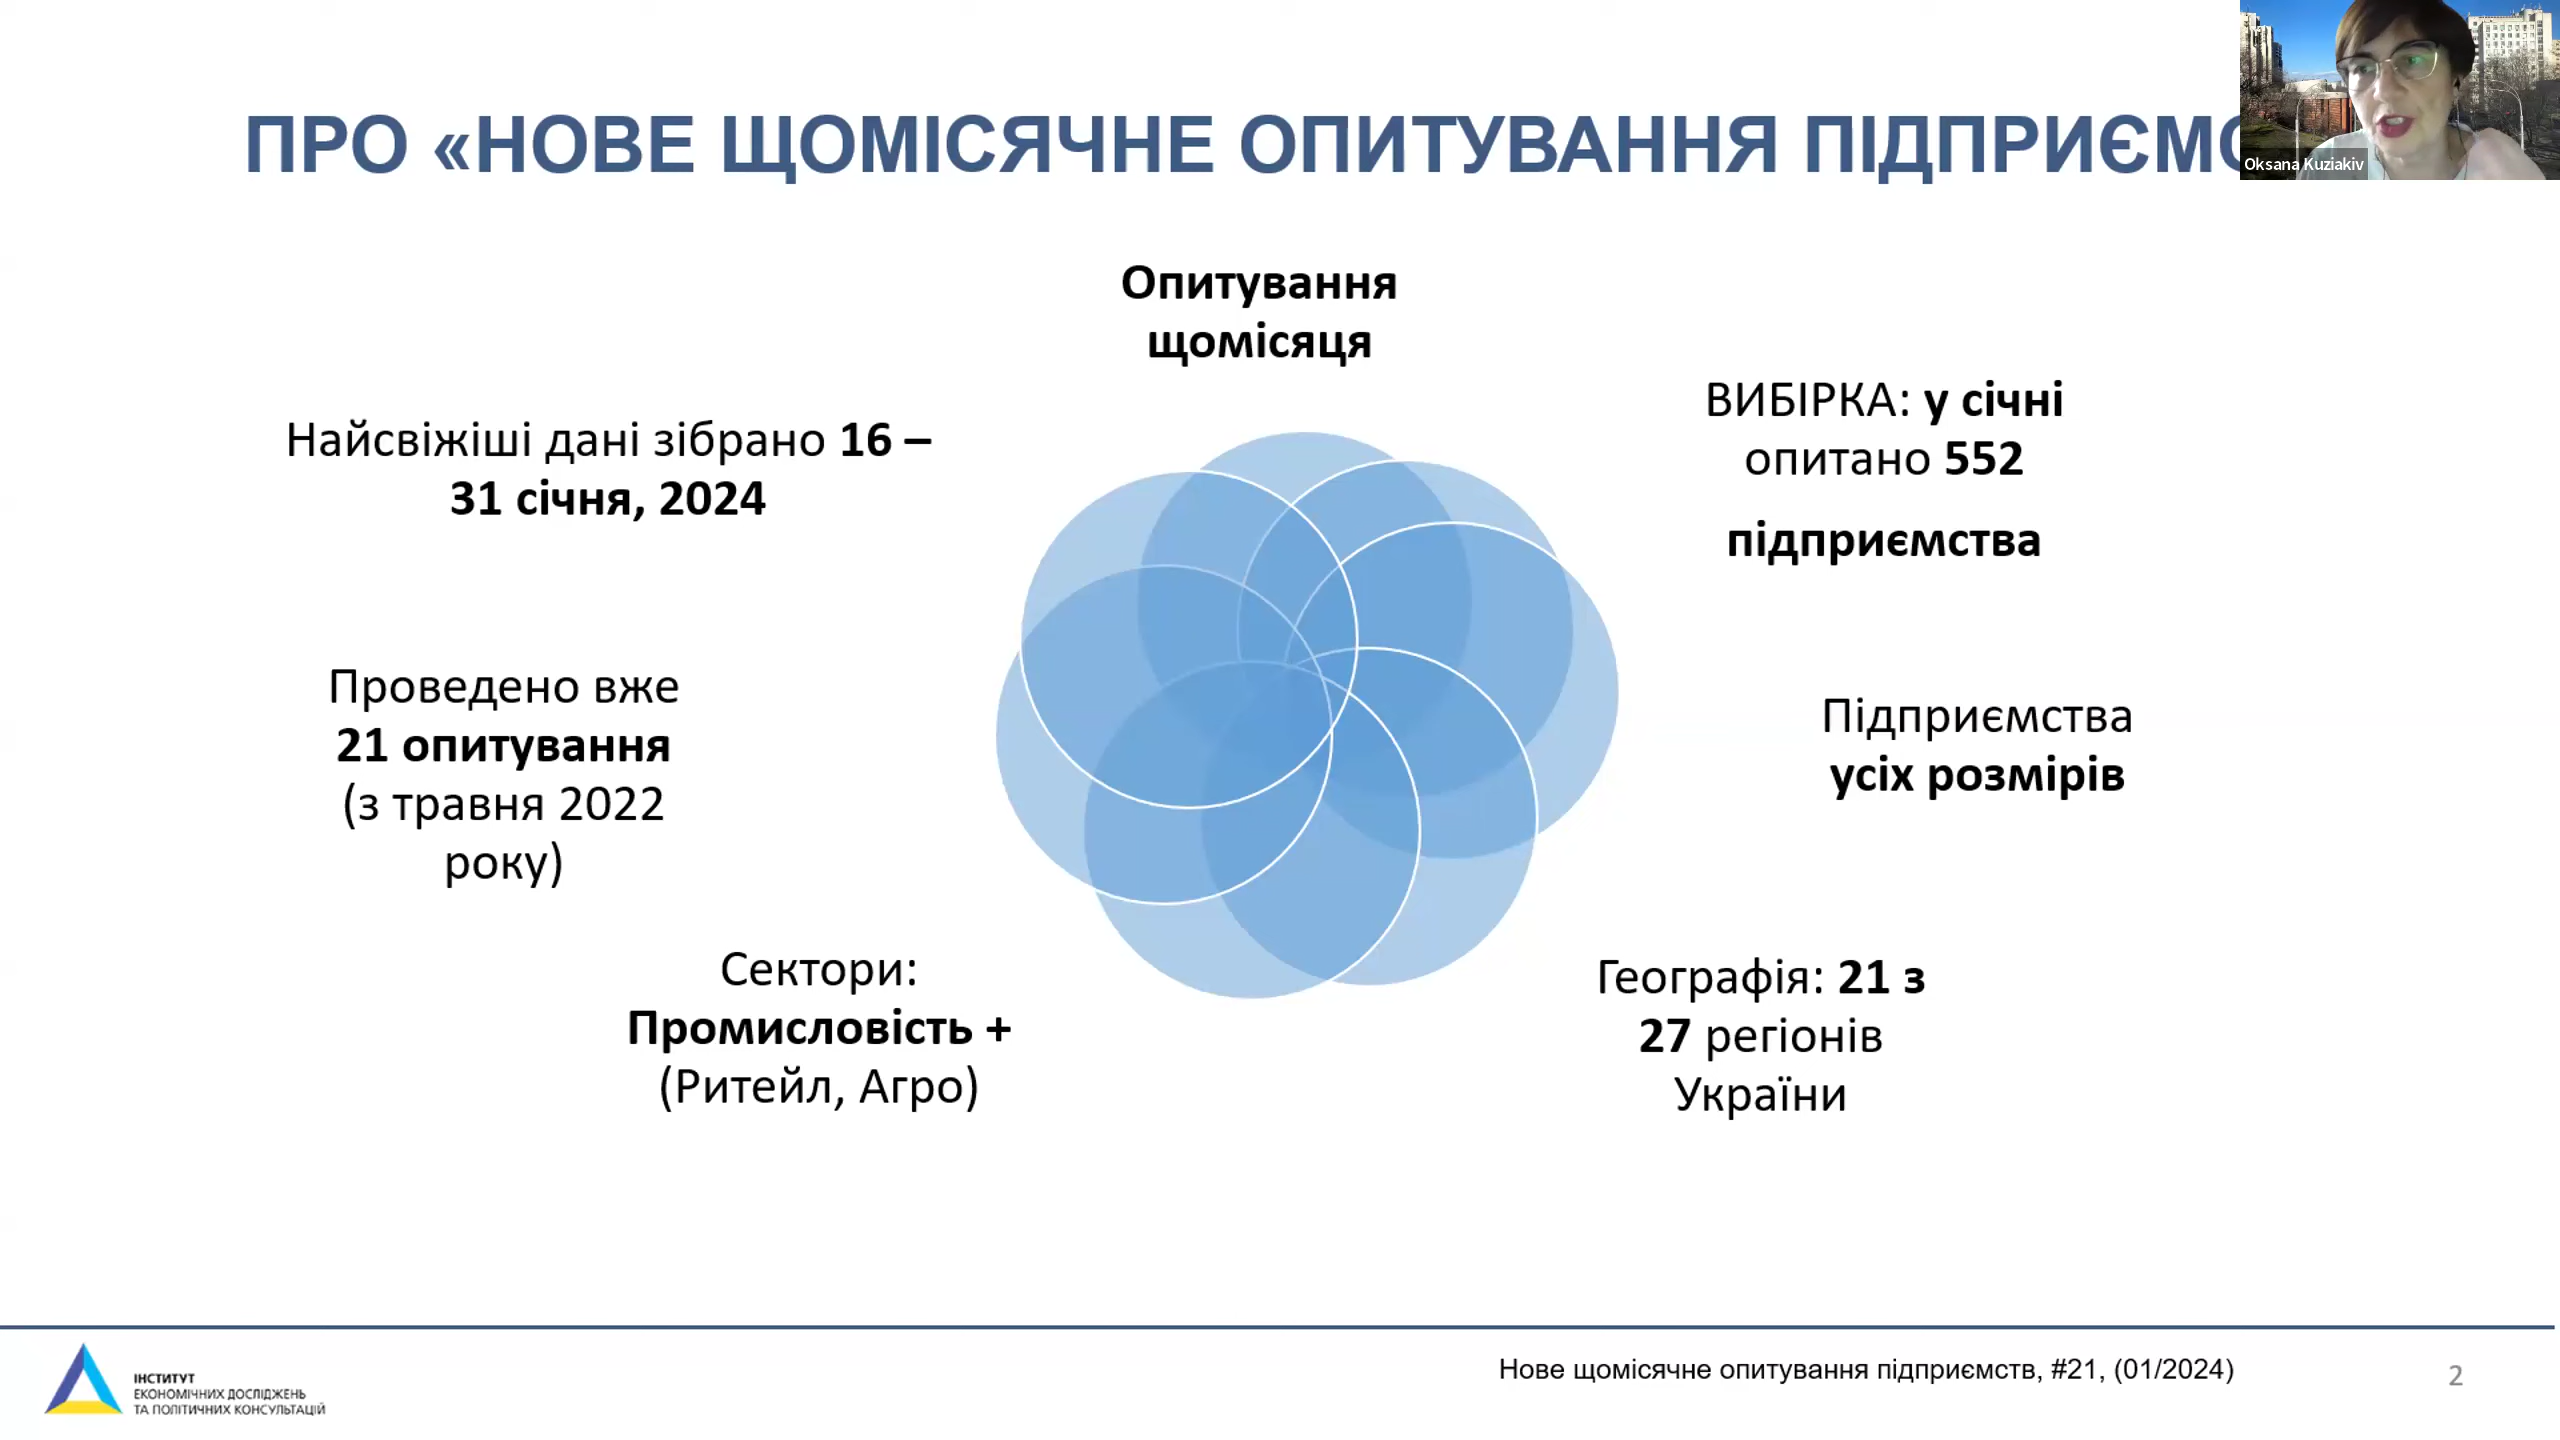 ПРО «НОВЕ ЩОМІСЯЧНЕ ОПИТУВАННЯ
Oksana Kuziakiv
Опитування
щомісяця
ВИБІРКА: у січні
опитано 552
підприємства
Підприємства
усіх розмірів
Географія: 21 з
27 регіонів
України
Сектори:
Промисловість +
(Ритейл, Агро)
Проведено вже
21 опитування
(з травня 2022
року)
Найсвіжіші дані зібрано 16 –
31 січня, 2024
ІНСТИТУТ
ЕКОНОМІЧНИХ ДОСЛІДЖЕНЬ
ТА ПОЛІТИЧНИХ КОНСУЛЬТАЦІЙ
Нове щомісячне опитування підприємств, #21, (01/2024)
2